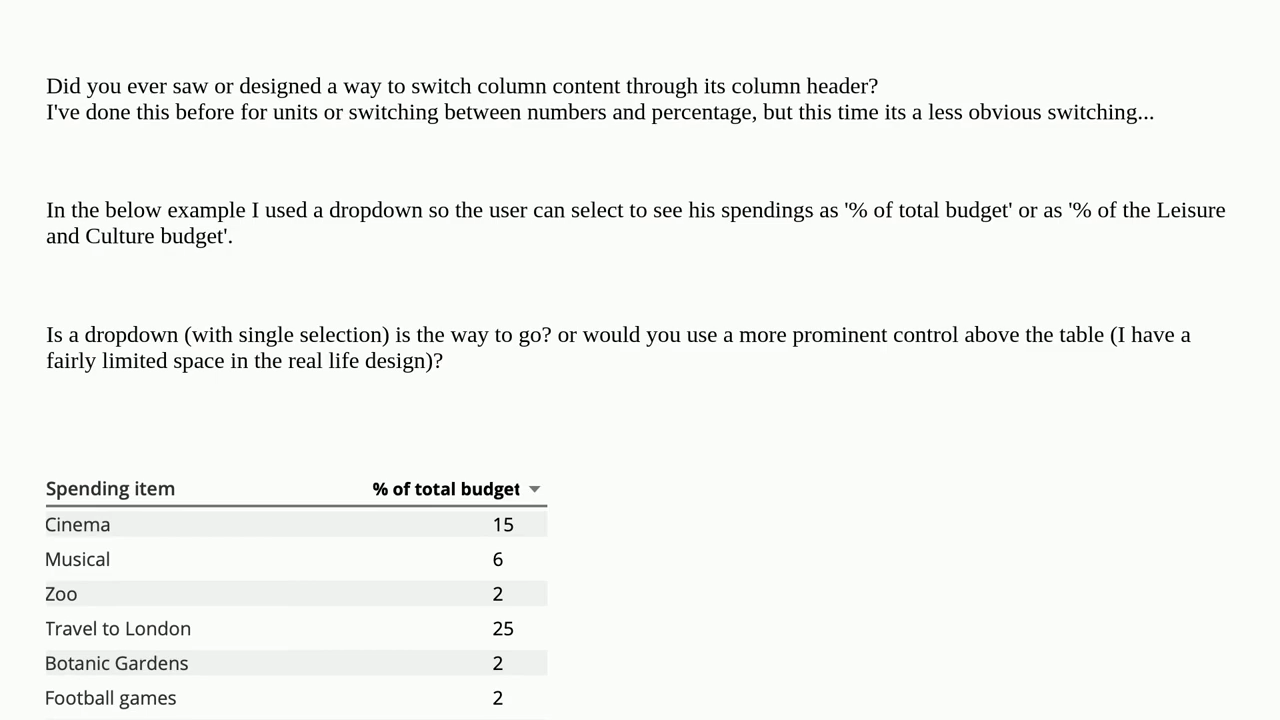 Did you ever saw or designed a way to switch column content through its column header?
I've done this before for units or switching between numbers and percentage, but this time its a less obvious switching...
In the below example I used a dropdown so the user can select to see his spendings as '% of total budget' or as '% of the Leisure
and Culture budget'.
Is a dropdown (with single selection) is the way to go? or would you use a more prominent control above the table (I have a
fairly limited space in the real life design)?
Spending item % of total budget
Cinema 15
Musical 6
Zoo 2
Travel to London 25
Botanic Gardens 2
Football games 2